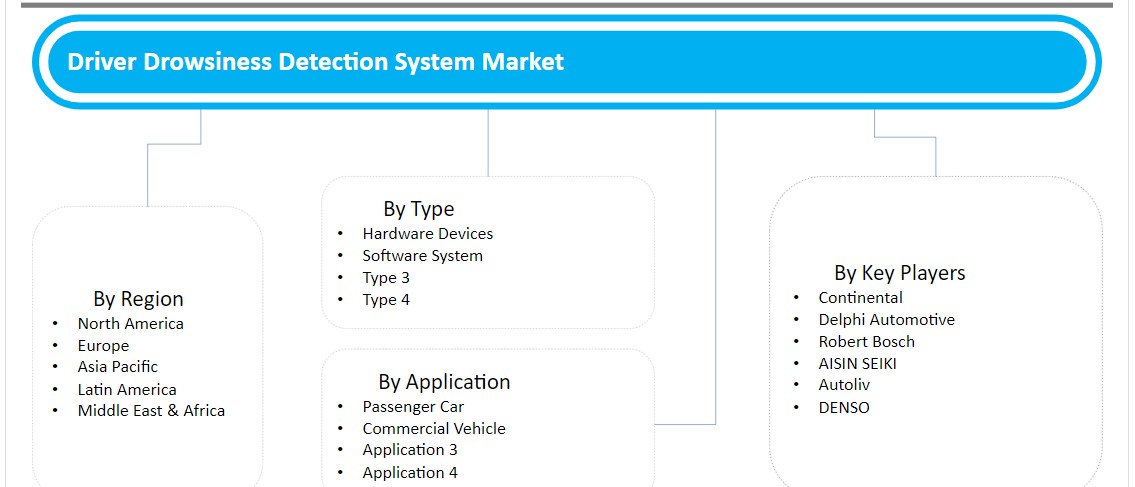 Driver Drowsiness Detection System Market
By Region
• North America
• Europe
• Asia Pacific
• Latin America
• Middle East & Africa
By Type
• Hardware Devices
• Software System
• Type 3
• Type 4
By Application
• Passenger Car
• Commercial Vehicle
• Application 3
• Application 4
By Key Players
• Continental
• Delphi Automotive
• Robert Bosch
• AISIN SEIKI
• Autoliv
• DENSO